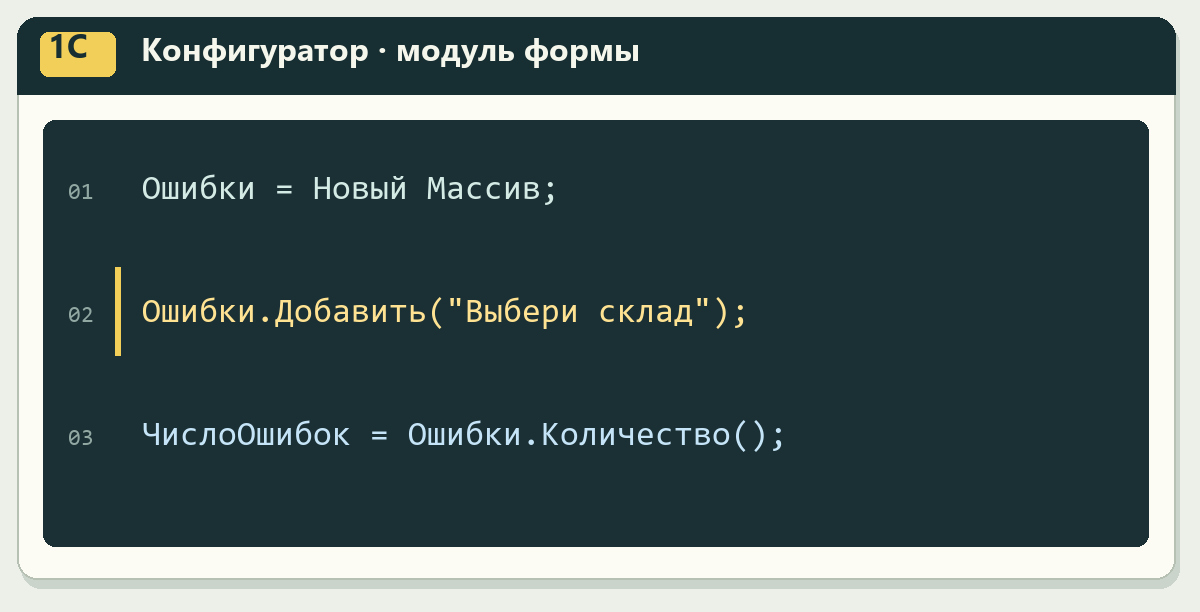 1С
Конфигуратор · модуль формы
01 Ошибки = Новый Массив;
02 Ошибки.Добавить("Выбери склад");
03 ЧислоОшибок = Ошибки.Количество();